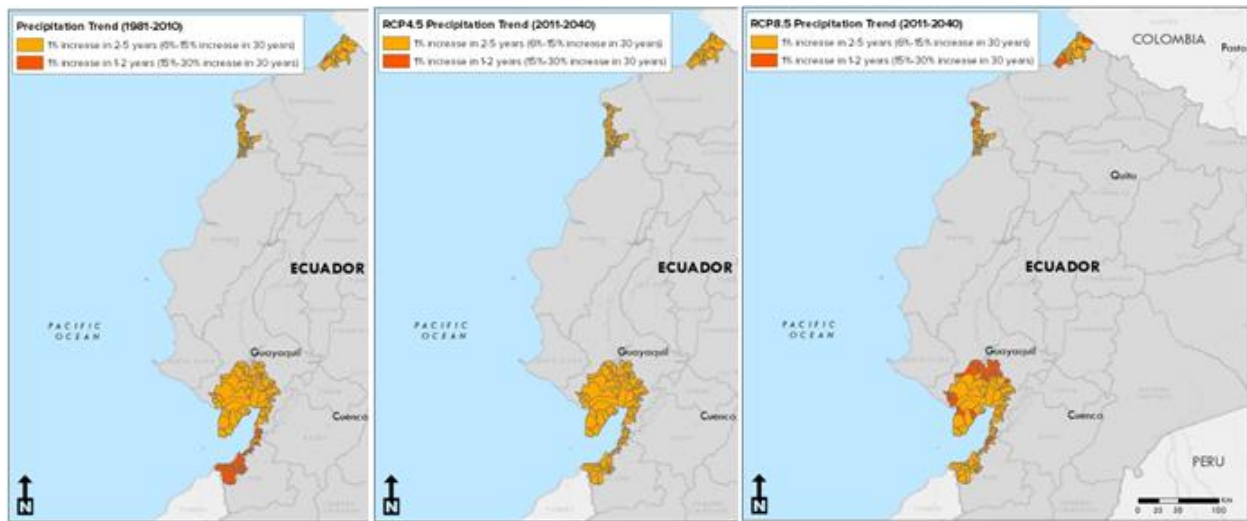 Precipitation Trend (1981-2010)
1% increase in 2-5 years (6%-15% increase in 30 years)
1% increase in 1-2 years (15%-30% increase in 30 years)
PACIFIC
OCEAN
ECUADOR
Guayaquil
Cuenca
N
RCP4.5 Precipitation Trend (2011-2040)
1% increase in 2-5 years (6%-15% increase in 30 years)
1% increase in 1-2 years (15%-30% increase in 30 years)
PACIFIC
OCEAN
ECUADOR
Guayaquil
Cuenca
N
RCP8.5 Precipitation Trend (2011-2040)
1% increase in 2-5 years (6%-15% increase in 30 years)
1% increase in 1-2 years (15%-30% increase in 30 years)
COLOMBIA
Pasto
Quito
ECUADOR
PACIFIC
OCEAN
Guayaquil
Cuenca
PERU
N
Km
0 25 50 100